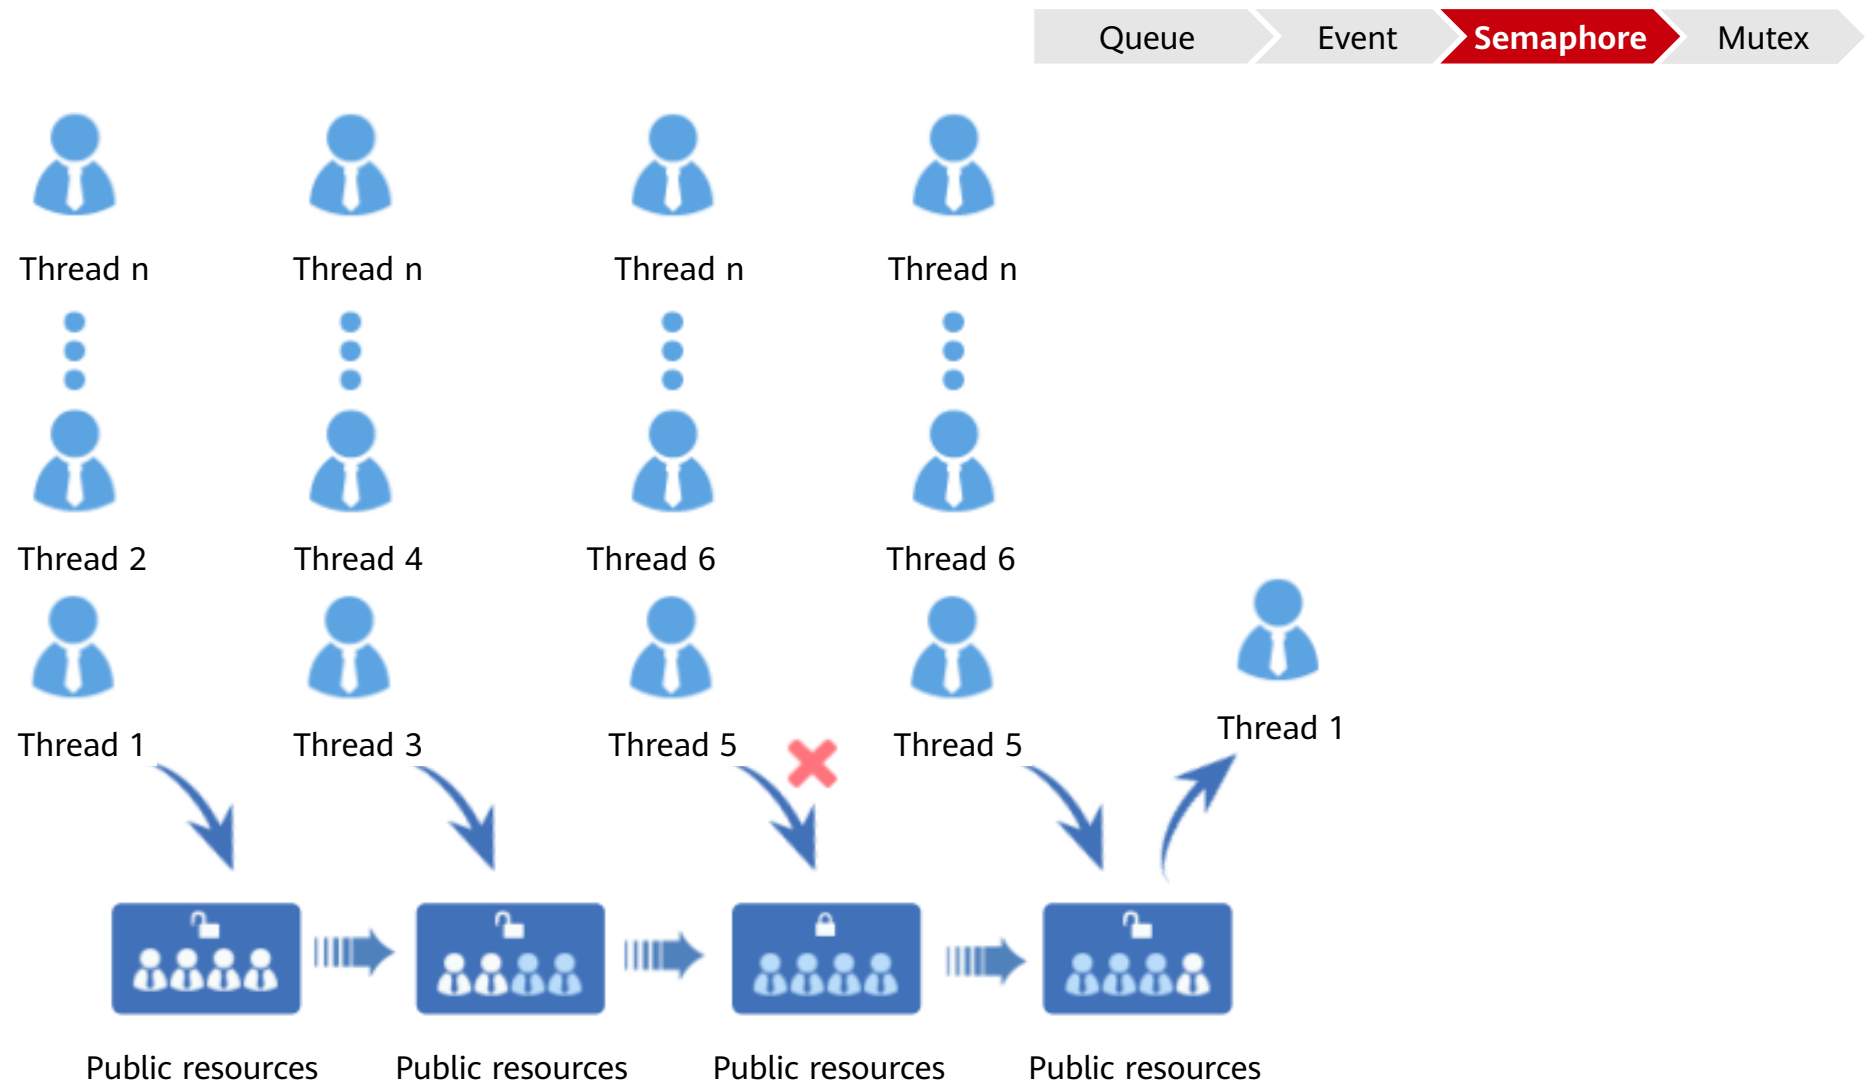 Queue Event Semaphore Mutex
Thread n Thread n Thread n Thread n
Thread 2 Thread 4 Thread 6 Thread 6
Thread 1 Thread 3 Thread 5 Thread 5 Thread 1
Public resources Public resources Public resources Public resources